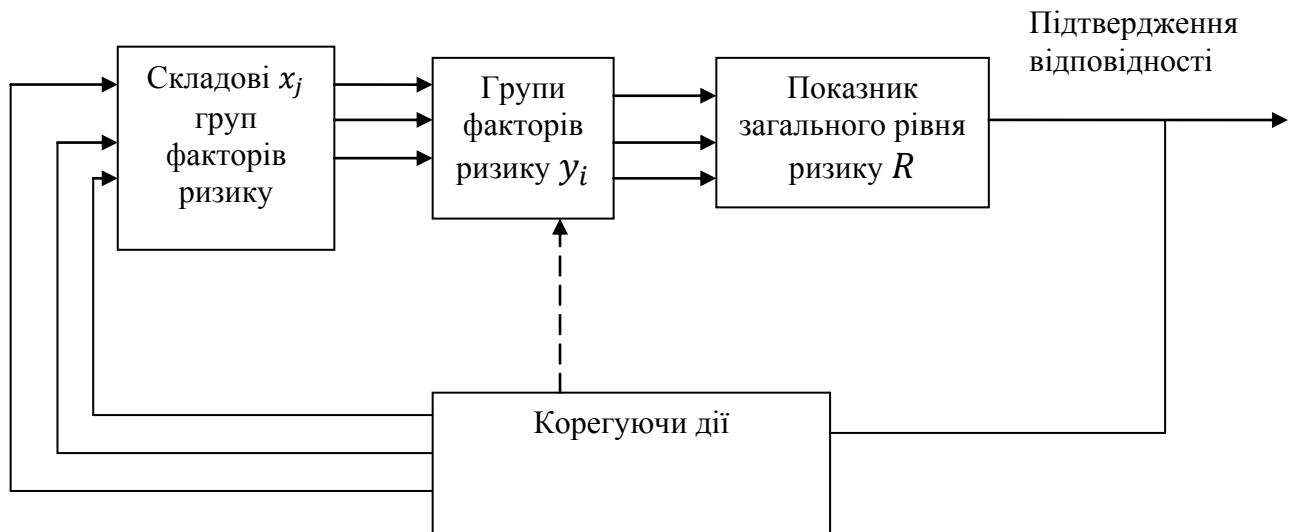 Підтвердження
відповідності
Складові x_j
груп
факторів
ризику
Групи
факторів
ризику y_i
Показник
загального рівня
ризику R
Корегуючи дії